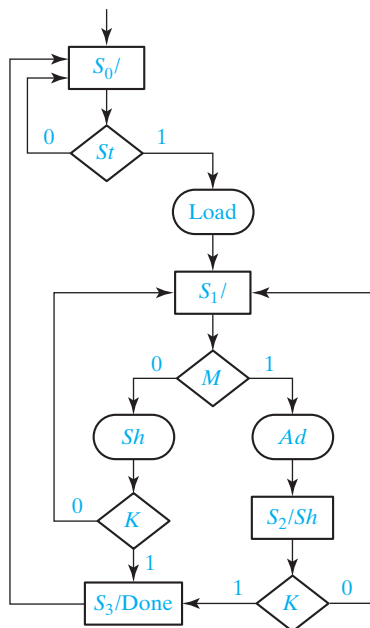 S₀/
0 St 1
Load
S₁/
0 M 1
Sh Ad
0 K S₂/Sh
1
S₃/Done 1 K 0